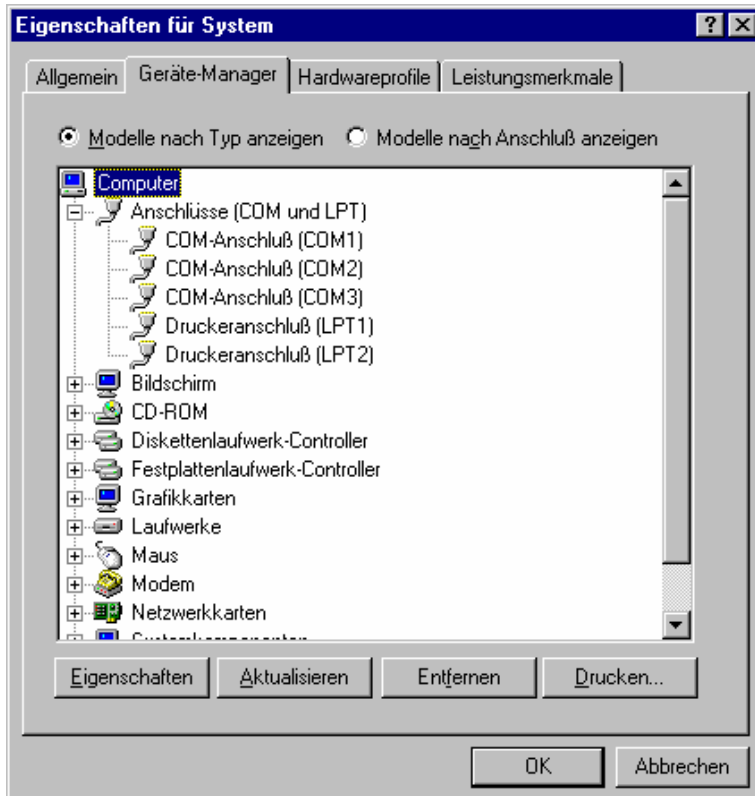 Eigenschaften für System
Allgemein Geräte-Manager Hardwareprofile Leistungsmerkmale
Modelle nach Typ anzeigen Modelle nach Anschluß anzeigen
Computer
Anschlüsse (COM und LPT)
COM-Anschluß (COM1)
COM-Anschluß (COM2)
COM-Anschluß (COM3)
Druckeranschluß (LPT1)
Druckeranschluß (LPT2)
Bildschirm
CD-ROM
Diskettenlaufwerk-Controller
Festplattenlaufwerk-Controller
Grafikkarten
Laufwerke
Maus
Modem
Netzwerkkarten
Systemkomponenten
Eigenschaften Aktualisieren Entfernen Drucken...
OK Abbrechen